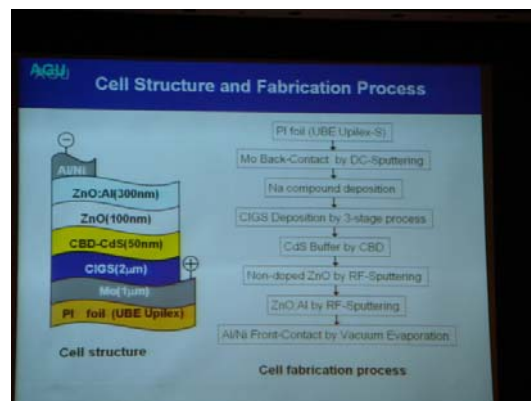 AGU
Cell Structure and Fabrication Process
−
Al/Ni
ZnO:Al(300nm)
ZnO(100nm)
CBD-CdS(50nm)
CIGS(2μm)
+
Mo(1μm)
PI foil (UBE Upilex)
Cell structure
PI foil (UBE Upilex-S)
Mo Back-Contact by DC-Sputtering
Na compound deposition
CIGS Deposition by 3-stage process
CdS Buffer by CBD
Non-doped ZnO by RF-Sputtering
ZnO:Al by RF-Sputtering
Al/Ni Front-Contact by Vacuum Evaporation
Cell fabrication process